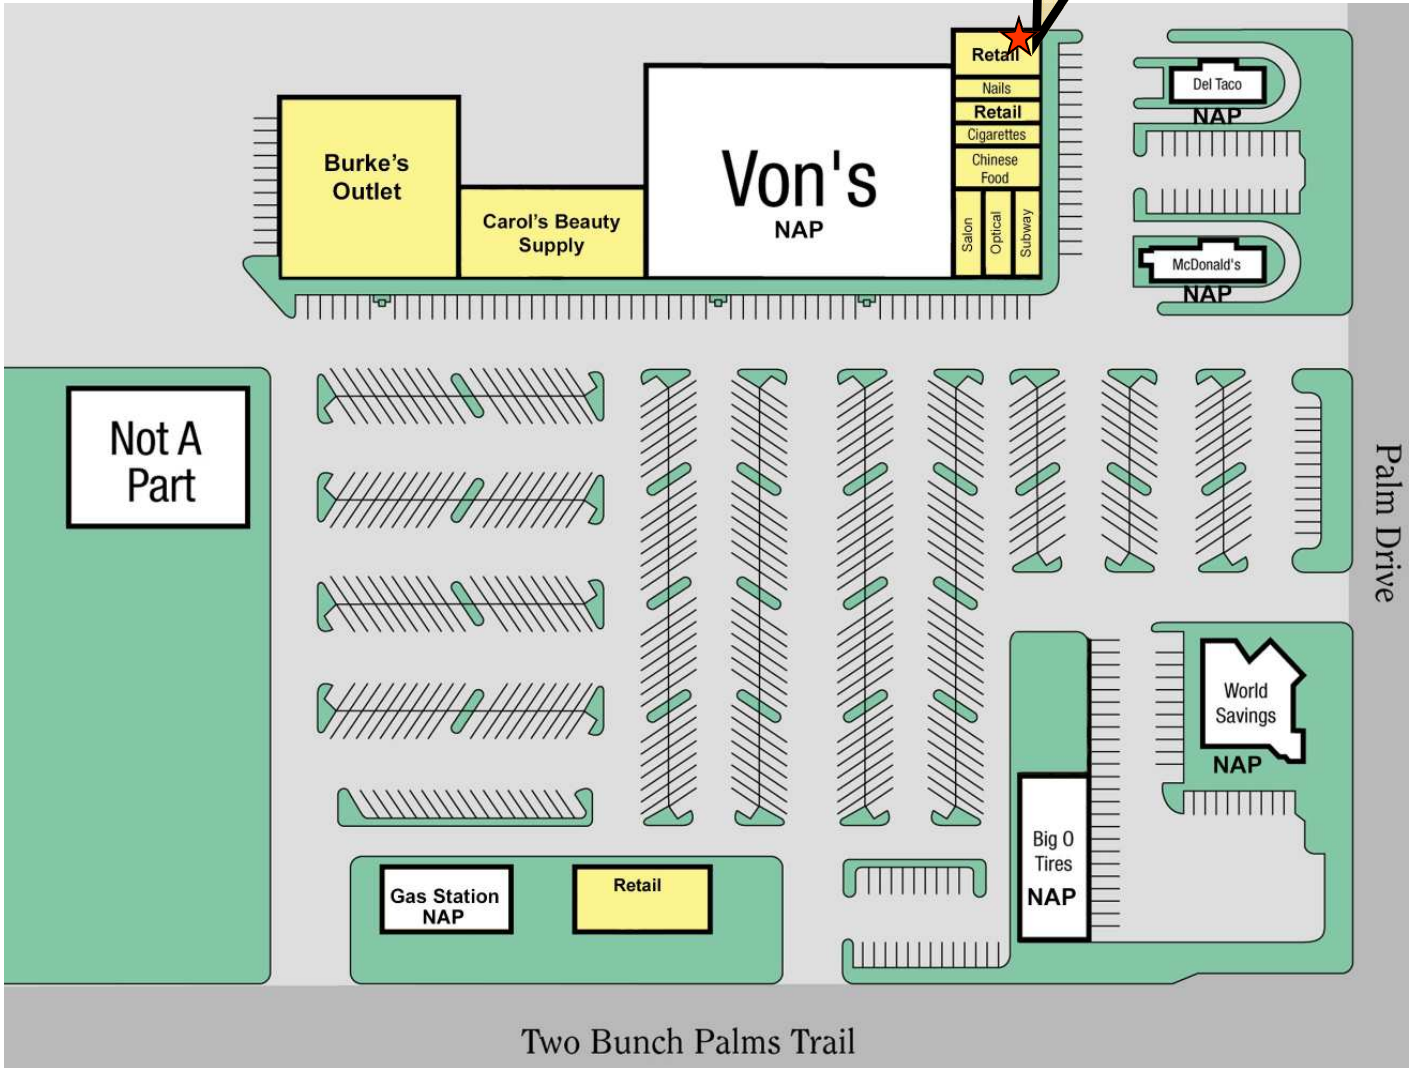 Retail
Nails
Retail
Cigarettes
Chinese
Food
Salon
Optical
Subway
Del Taco
NAP
Burke's
Outlet
Carol's Beauty
Supply
Von's
NAP
McDonald's
NAP
Not A
Part
Palm Drive
World
Savings
NAP
Big O
Tires
NAP
Gas Station
NAP
Retail
Two Bunch Palms Trail